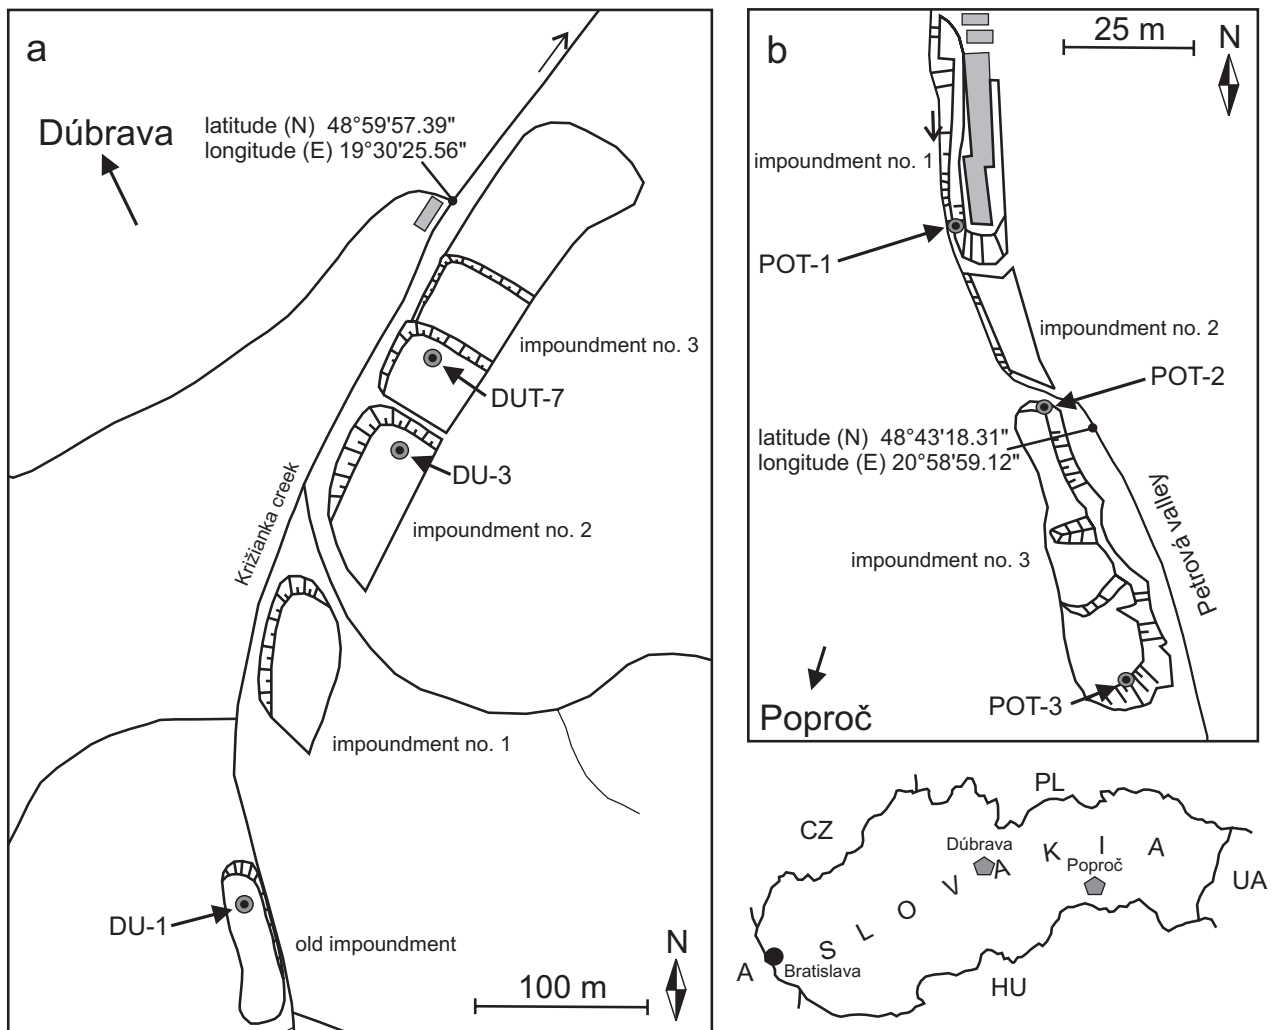 a
Dúbrava
latitude (N) 48°59'57.39"
longitude (E) 19°30'25.56"
impoundment no. 3
DUT-7
DU-3
impoundment no. 2
Križianka creek
impoundment no. 1
DU-1
old impoundment
N
100 m
b
25 m
N
impoundment no. 1
POT-1
impoundment no. 2
POT-2
latitude (N) 48°43'18.31"
longitude (E) 20°58'59.12"
Petrová valley
impoundment no. 3
POT-3
Poproč
PL
CZ
Dúbrava
Poproč
SLOVAKIA
UA
A
Bratislava
HU